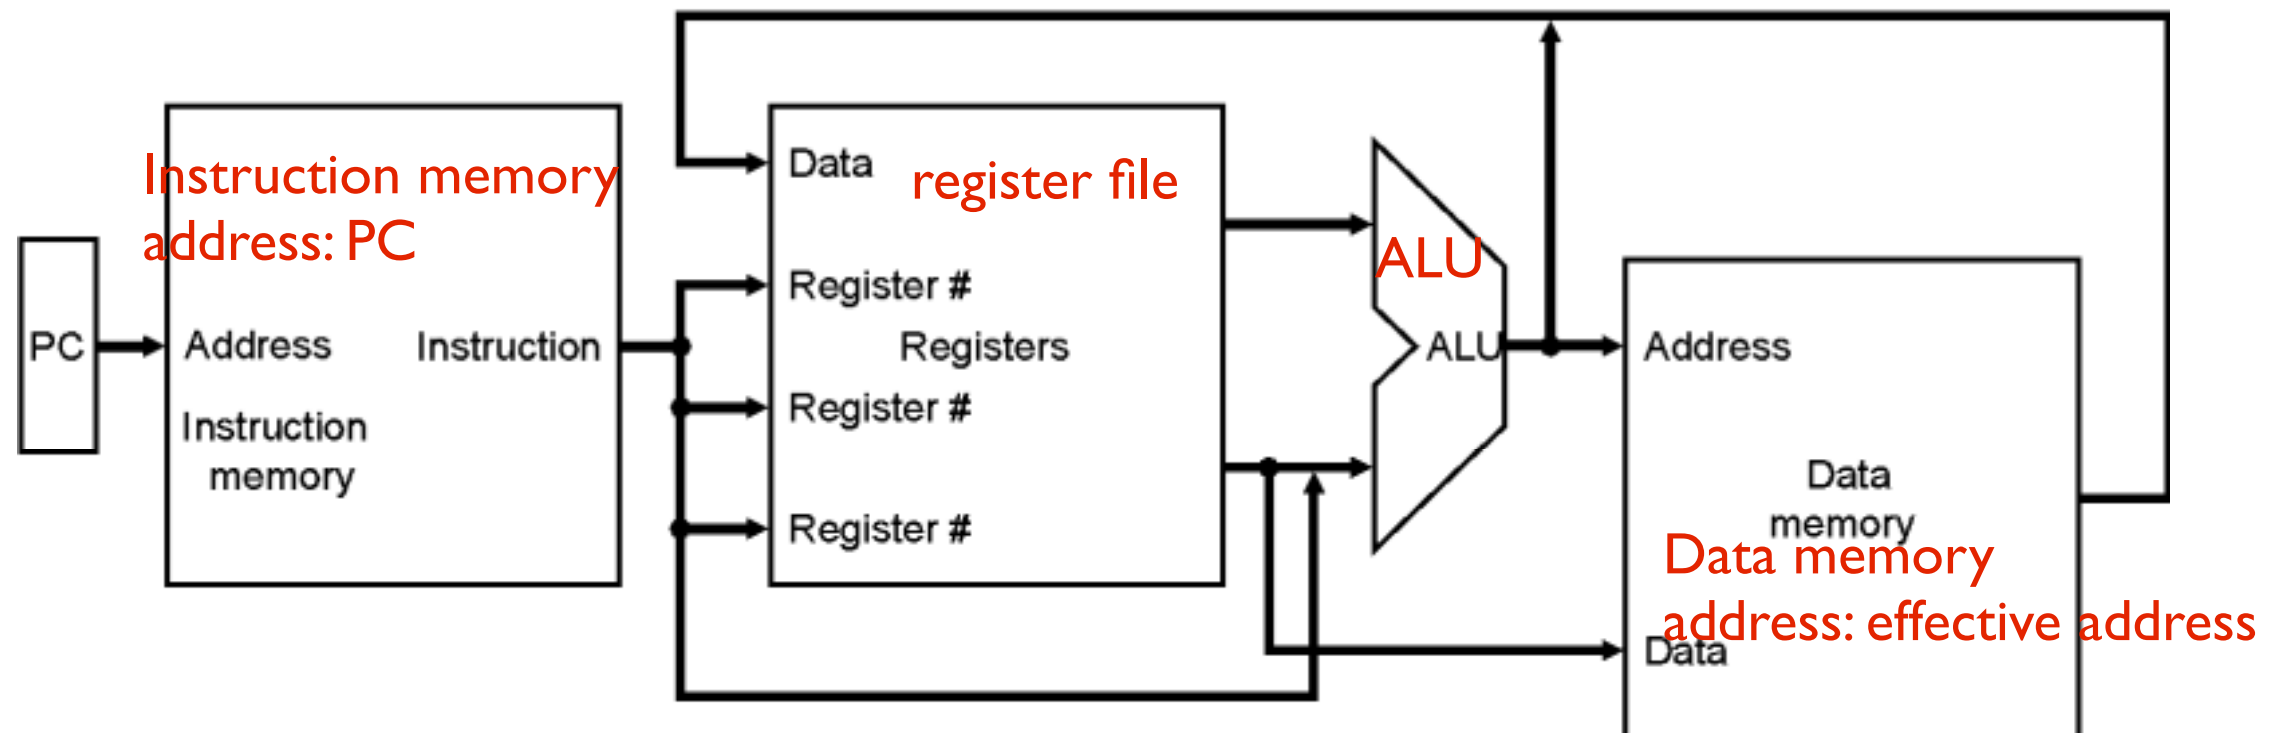 Instruction memory
address: PC
PC
Address
Instruction
Instruction
memory
Data
register file
Register #
Registers
Register #
Register #
ALU
ALU
Address
Data
memory
Data memory
address: effective address
Data